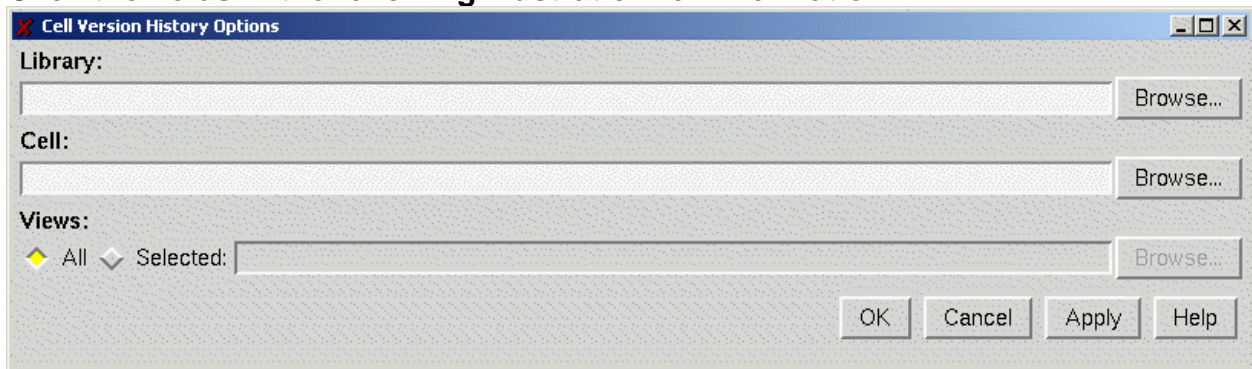 Cell Version History Options
Library:
Browse...
Cell:
Browse...
Views:
All Selected: Browse...
OK Cancel Apply Help